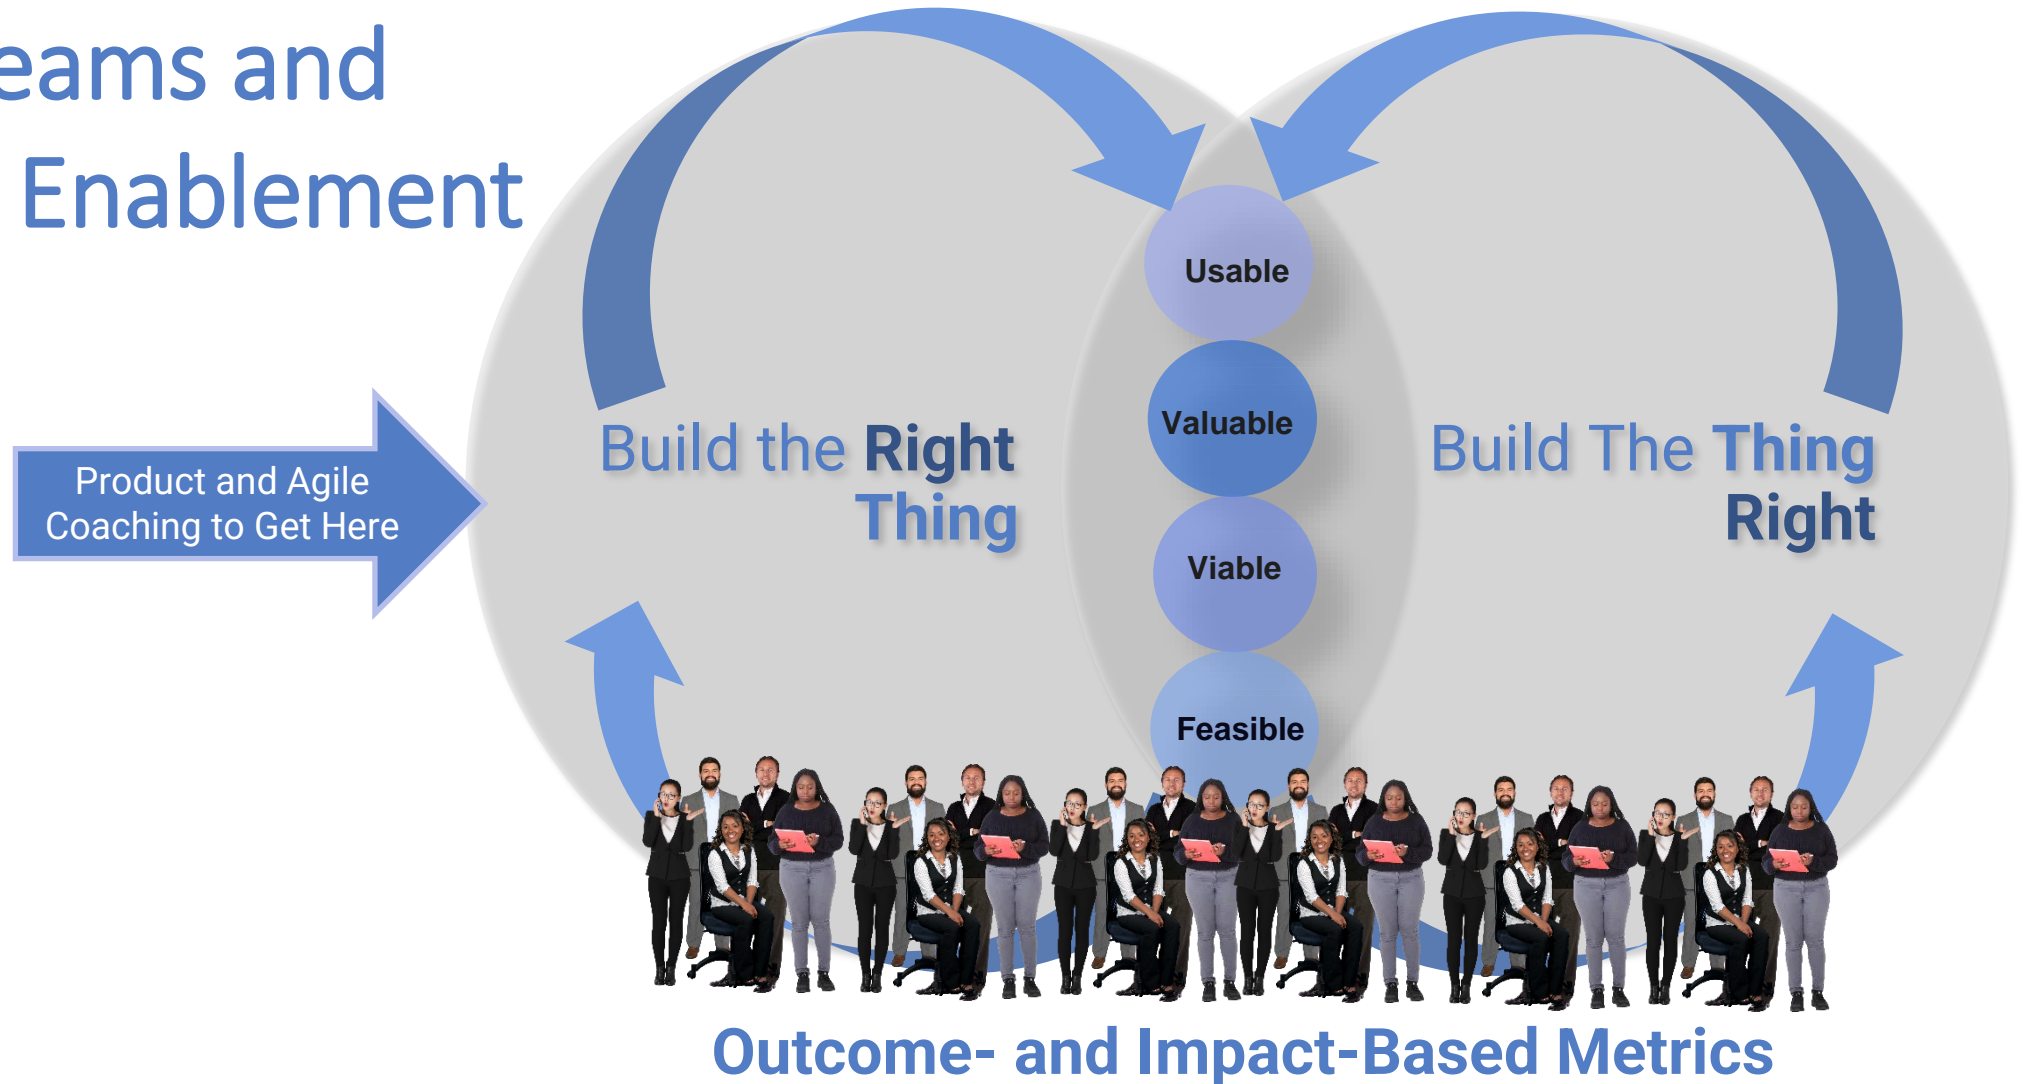 eams and
Enablement
Product and Agile
Coaching to Get Here
Build the Right
Thing
Usable
Valuable
Viable
Feasible
Build The Thing
Right
Outcome- and Impact-Based Metrics